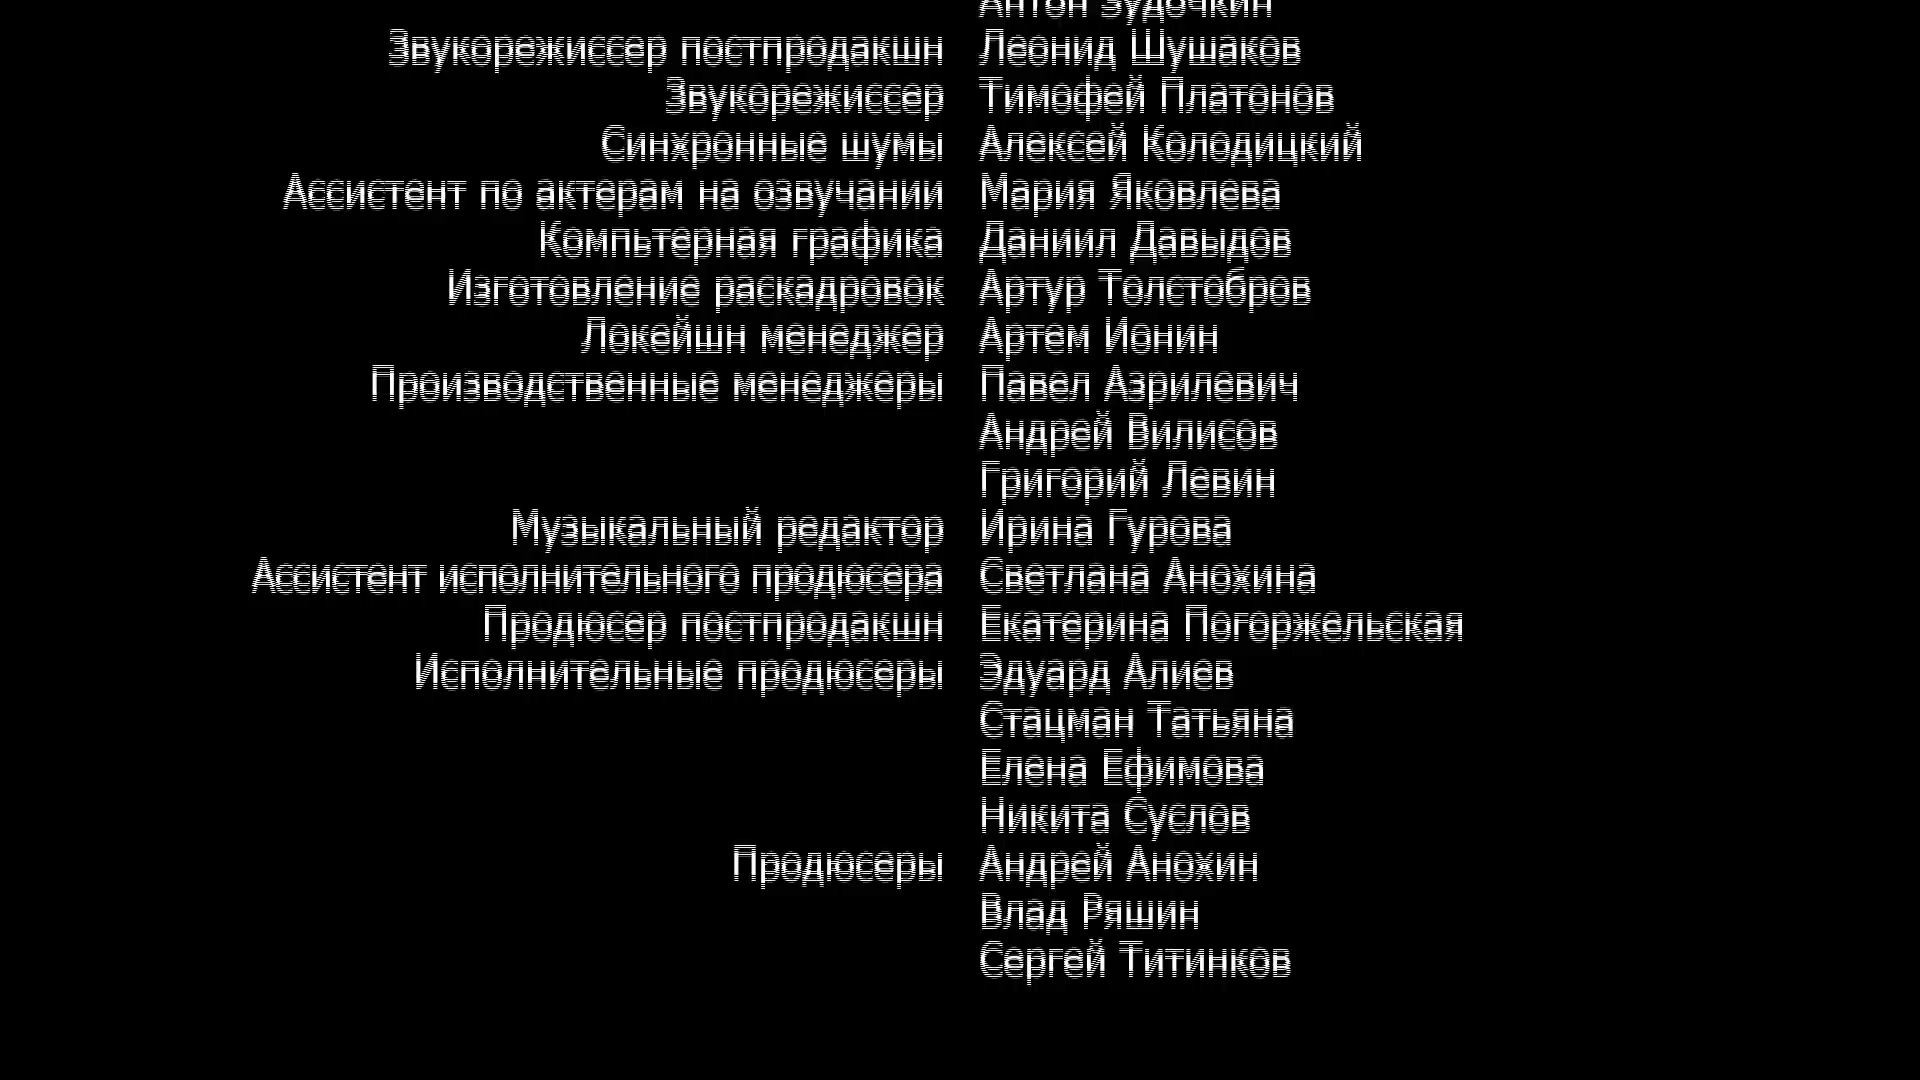 Антон Зудочкин
Звукорежиссер постпродакшн Леонид Шушаков
Звукорежиссер Тимофей Платонов
Синхронные шумы Алексей Колодицкий
Ассистент по актерам на озвучании Мария Яковлева
Компьтерная графика Даниил Давыдов
Изготовление раскадровок Артур Толстобров
Локейшн менеджер Артем Ионин
Производственные менеджеры Павел Азрилевич
Андрей Вилисов
Григорий Левин
Музыкальный редактор Ирина Гурова
Ассистент исполнительного продюсера Светлана Анохина
Продюсер постпродакшн Екатерина Погоржельская
Исполнительные продюсеры Эдуард Алиев
Стацман Татьяна
Елена Ефимова
Никита Суслов
Продюсеры Андрей Анохин
Влад Ряшин
Сергей Титинков